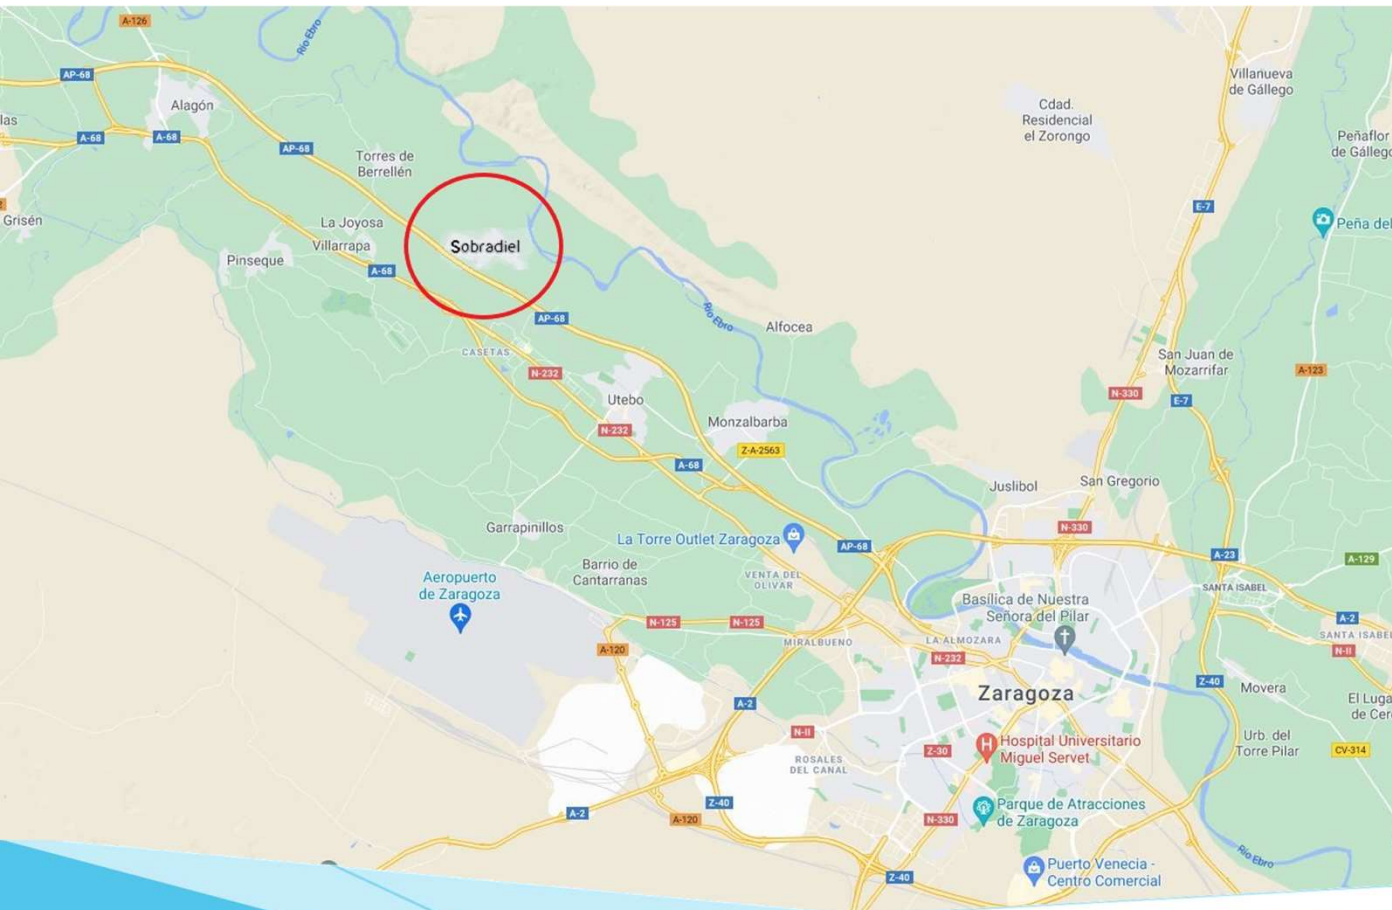 A-126
Río Ebro
AP-68
Alagón
A-68
A-68
AP-68
Torres de
Berrellén
Grisén
La Joyosa
Villarrapa
Pinseque
A-68
Sobradiel
AP-68
CASETAS
N-232
Utebo
N-232
Monzalbarba
Z-A-2563
A-68
Río Ebro
Alfocea
Cdad.
Residencial
el Zorongo
Villanueva
de Gállego
Peñaflor
de Gállego
E-7
Peña del
San Juan de
Mozarrifar
A-123
N-330
E-7
Juslibol
San Gregorio
N-330
Garrapinillos
La Torre Outlet Zaragoza
AP-68
A-23
A-129
Barrio de
Cantarranas
VENTA DEL
OLIVAR
Aeropuerto
de Zaragoza
Basílica de Nuestra
Señora del Pilar
SANTA ISABEL
A-2
SANTA ISABEL
N-II
N-125
N-125
MIRALBUENO
LA ALMOZARA
N-232
A-120
Zaragoza
Z-40
Movera
El Luga
de Cer
A-2
N-II
Z-30
Hospital Universitario
Miguel Servet
Urb. del
Torre Pilar
CV-314
ROSALES
DEL CANAL
A-2
Z-40
A-120
N-330
Parque de Atracciones
de Zaragoza
Río Ebro
Z-40
Puerto Venecia -
Centro Comercial